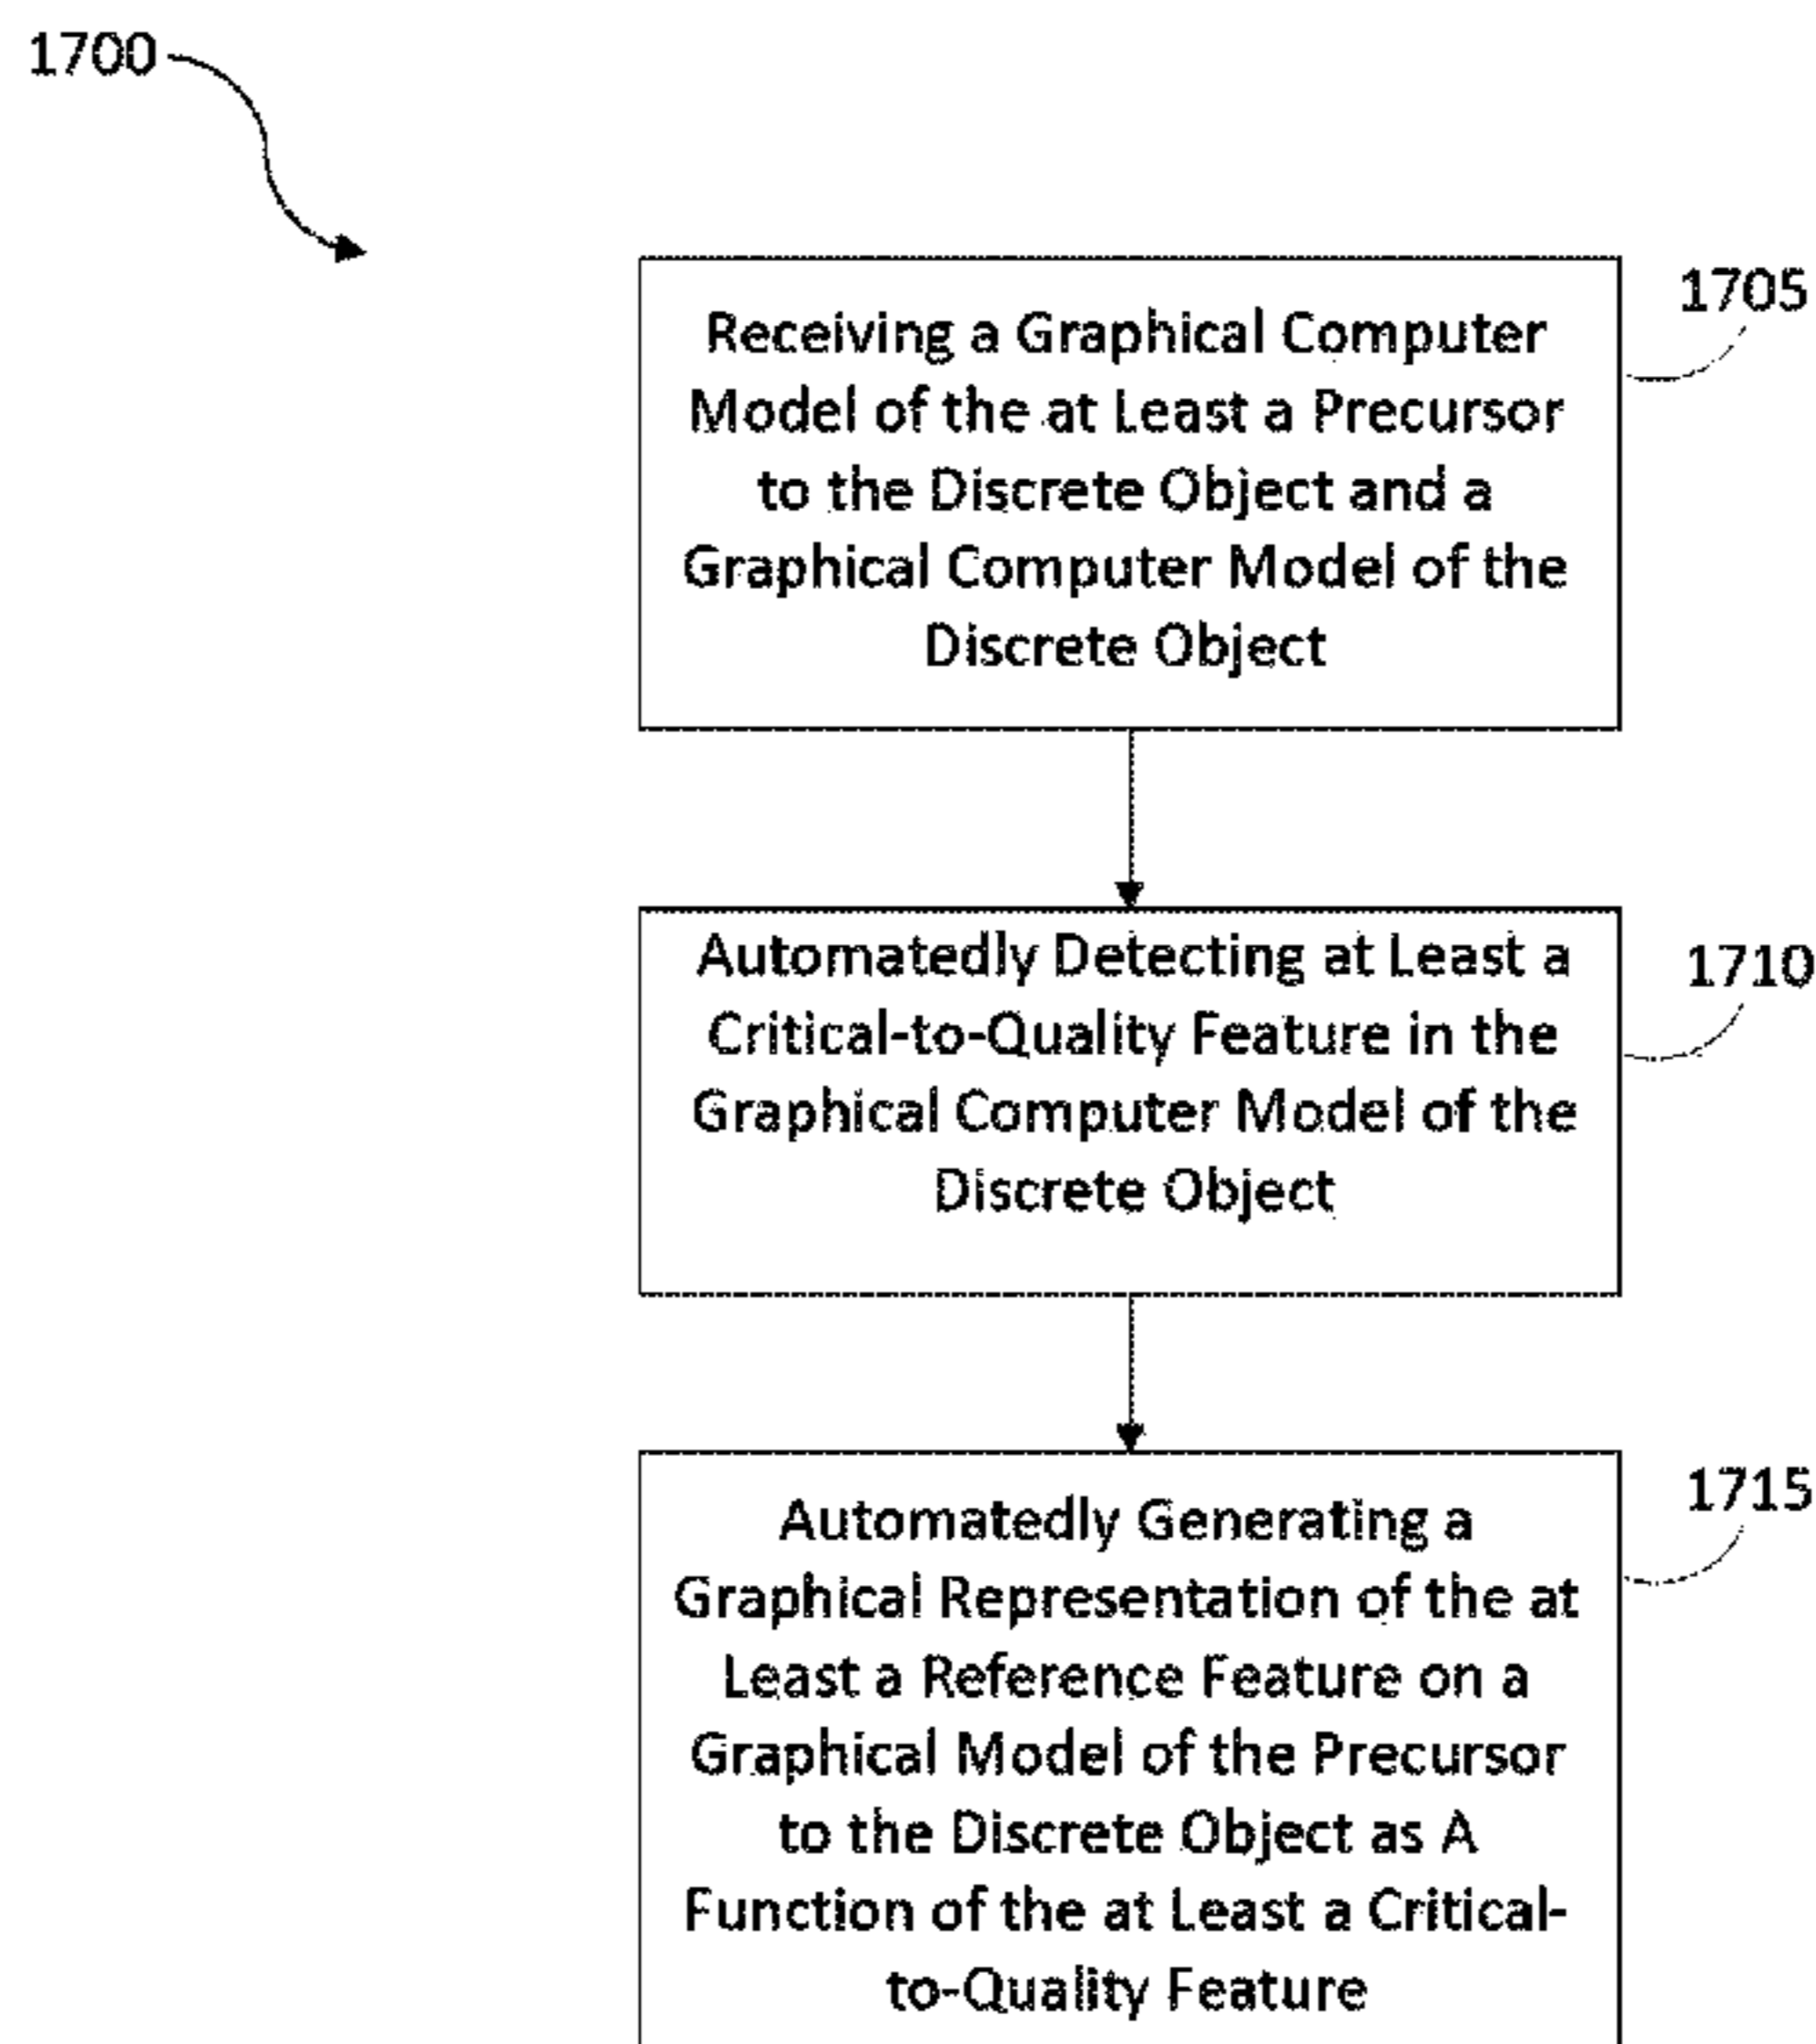 1700
1705
Receiving a Graphical Computer
Model of the at Least a Precursor
to the Discrete Object and a
Graphical Computer Model of the
Discrete Object
1710
Automatedly Detecting at Least a
Critical-to-Quality Feature in the
Graphical Computer Model of the
Discrete Object
1715
Automatedly Generating a
Graphical Representation of the at
Least a Reference Feature on a
Graphical Model of the Precursor
to the Discrete Object as A
Function of the at Least a Critical-
to-Quality Feature